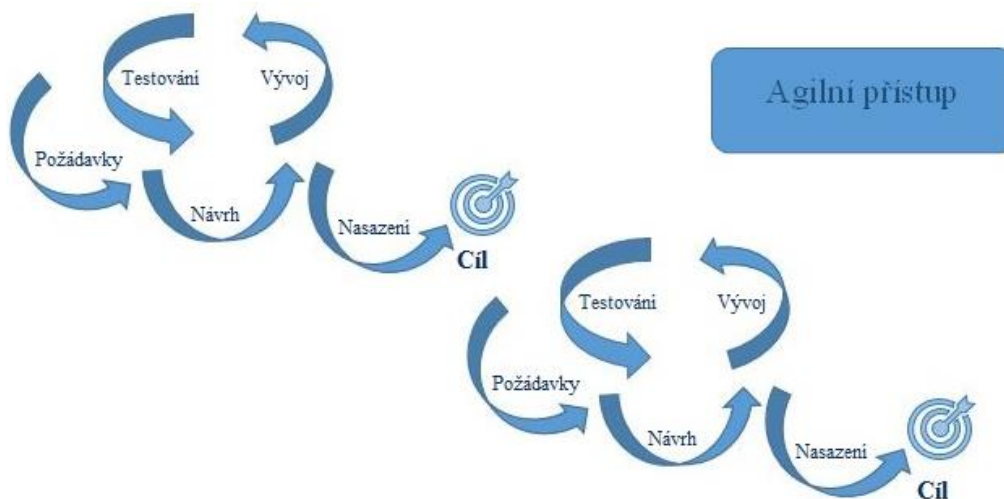 Agilní přístup
Testování
Vývoj
Požádavky
Návrh
Nasazení
Cíl
Testování
Vývoj
Požádavky
Návrh
Nasazení
Cíl